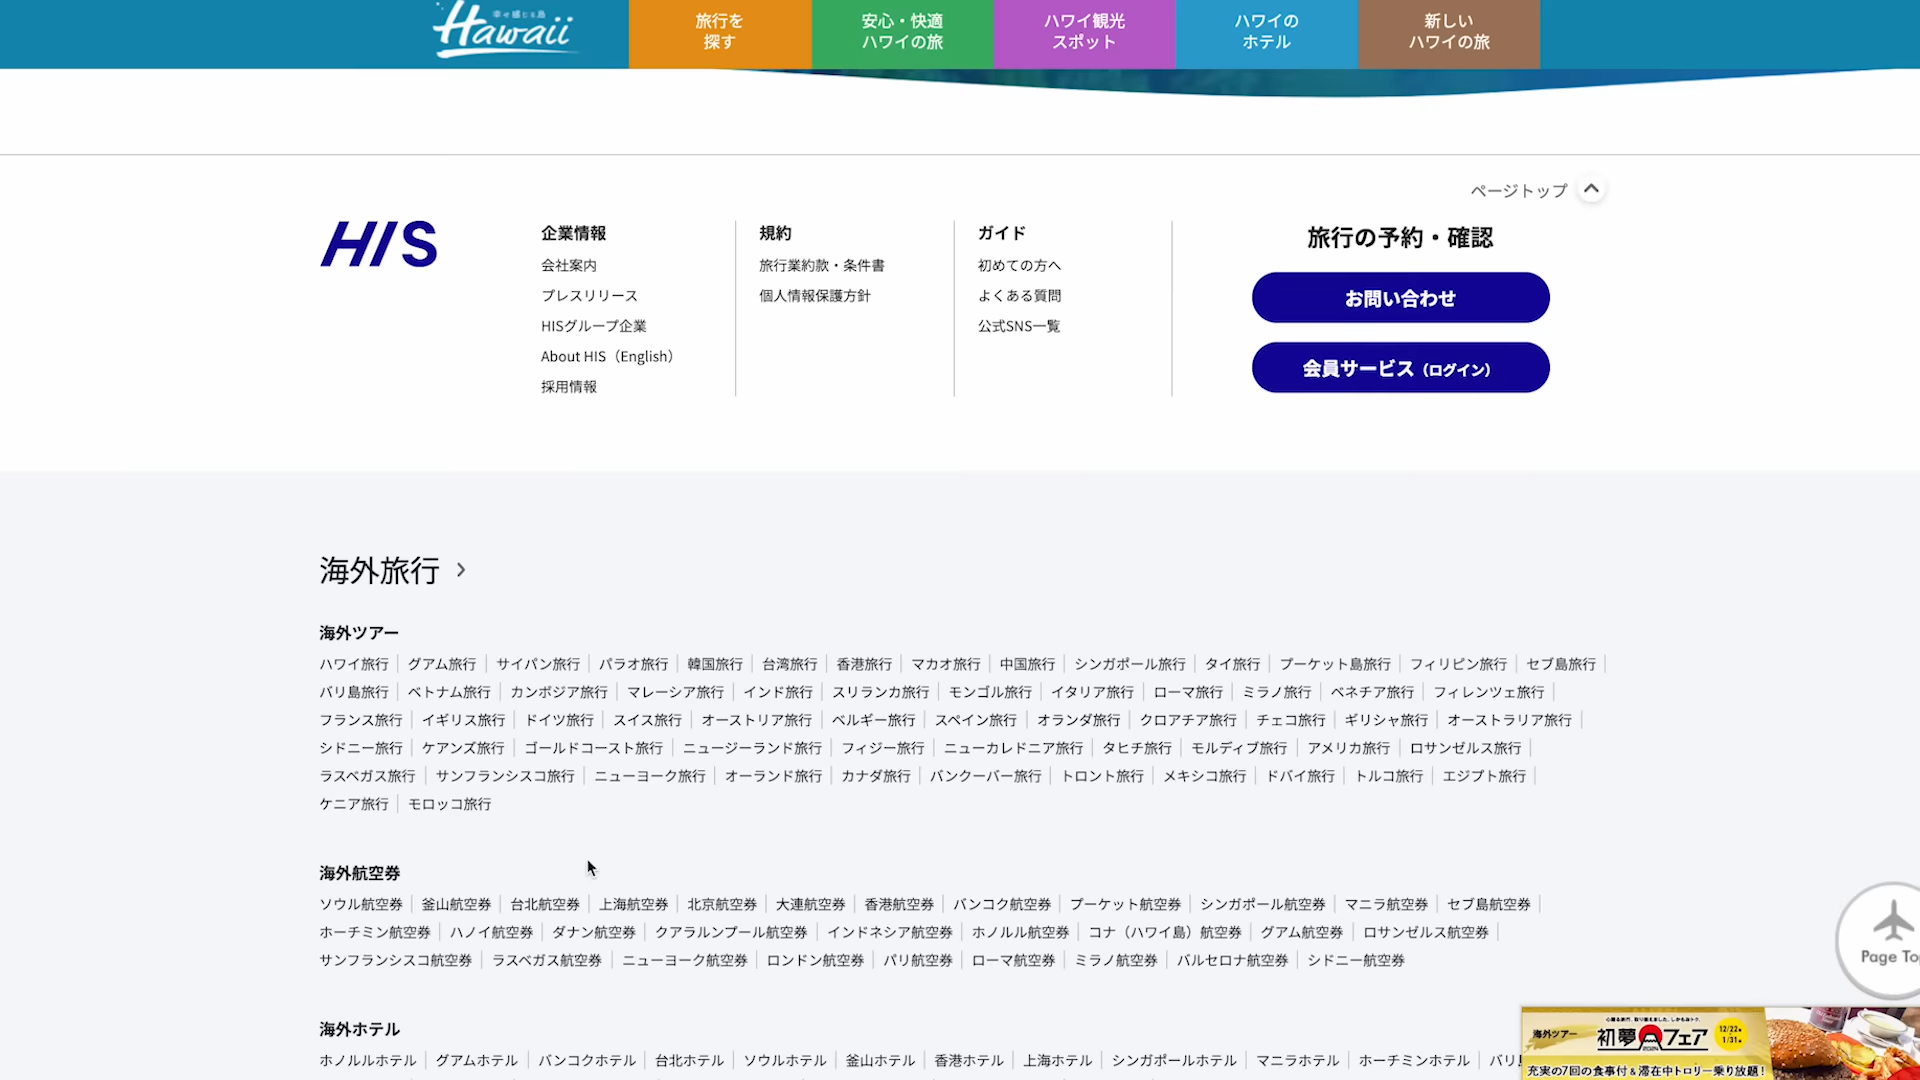 幸せ感じる島
Hawaii
旅行を
探す
安心・快適
ハワイの旅
ハワイ観光
スポット
ハワイの
ホテル
新しい
ハワイの旅
ページトップ
HIS
企業情報
会社案内
プレスリリース
HISグループ企業
About HIS（English）
採用情報
規約
旅行業約款・条件書
個人情報保護方針
ガイド
初めての方へ
よくある質問
公式SNS一覧
旅行の予約・確認
お問い合わせ
会員サービス（ログイン）
海外旅行
海外ツアー
ハワイ旅行 グアム旅行 サイパン旅行 パラオ旅行 韓国旅行 台湾旅行 香港旅行 マカオ旅行 中国旅行 シンガポール旅行 タイ旅行 プーケット島旅行 フィリピン旅行 セブ島旅行
バリ島旅行 ベトナム旅行 カンボジア旅行 マレーシア旅行 インド旅行 スリランカ旅行 モンゴル旅行 イタリア旅行 ローマ旅行 ミラノ旅行 ベネチア旅行 フィレンツェ旅行
フランス旅行 イギリス旅行 ドイツ旅行 スイス旅行 オーストリア旅行 ベルギー旅行 スペイン旅行 オランダ旅行 クロアチア旅行 チェコ旅行 ギリシャ旅行 オーストラリア旅行
シドニー旅行 ケアンズ旅行 ゴールドコースト旅行 ニュージーランド旅行 フィジー旅行 ニューカレドニア旅行 タヒチ旅行 モルディブ旅行 アメリカ旅行 ロサンゼルス旅行
ラスベガス旅行 サンフランシスコ旅行 ニューヨーク旅行 オーランド旅行 カナダ旅行 バンクーバー旅行 トロント旅行 メキシコ旅行 ドバイ旅行 トルコ旅行 エジプト旅行
ケニア旅行 モロッコ旅行
海外航空券
ソウル航空券 釜山航空券 台北航空券 上海航空券 北京航空券 大連航空券 香港航空券 バンコク航空券 プーケット航空券 シンガポール航空券 マニラ航空券 セブ島航空券
ホーチミン航空券 ハノイ航空券 ダナン航空券 クアラルンプール航空券 インドネシア航空券 ホノルル航空券 コナ（ハワイ島）航空券 グアム航空券 ロサンゼルス航空券
サンフランシスコ航空券 ラスベガス航空券 ニューヨーク航空券 ロンドン航空券 パリ航空券 ローマ航空券 ミラノ航空券 バルセロナ航空券 シドニー航空券
Page To
海外ホテル
ホノルルホテル グアムホテル バンコクホテル 台北ホテル ソウルホテル 釜山ホテル 香港ホテル 上海ホテル シンガポールホテル マニラホテル ホーチミンホテル バリ
海外ツアー
初夢フェア
12/22
1/31
充実の7回の食事付＆滞在中トロリー乗り放題！